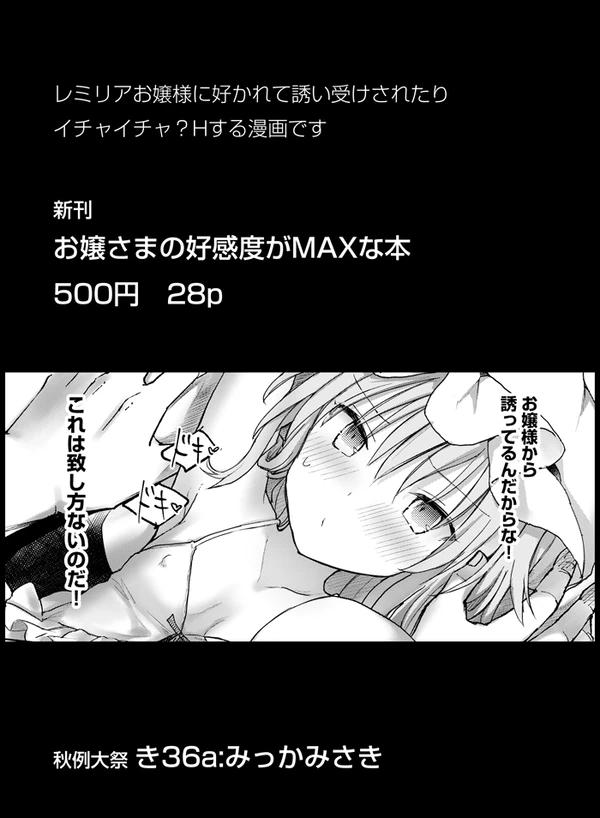 レミリアお嬢様に好かれて誘い受けされたり
イチャイチャ?Hする漫画です
新刊
お嬢さまの好感度がMAXな本
500円 28p
お嬢様から
誘ってるんだからな!
ドキ
ドキ
これは致し方ないのだ!
秋例大祭 き36a:みっかみさき